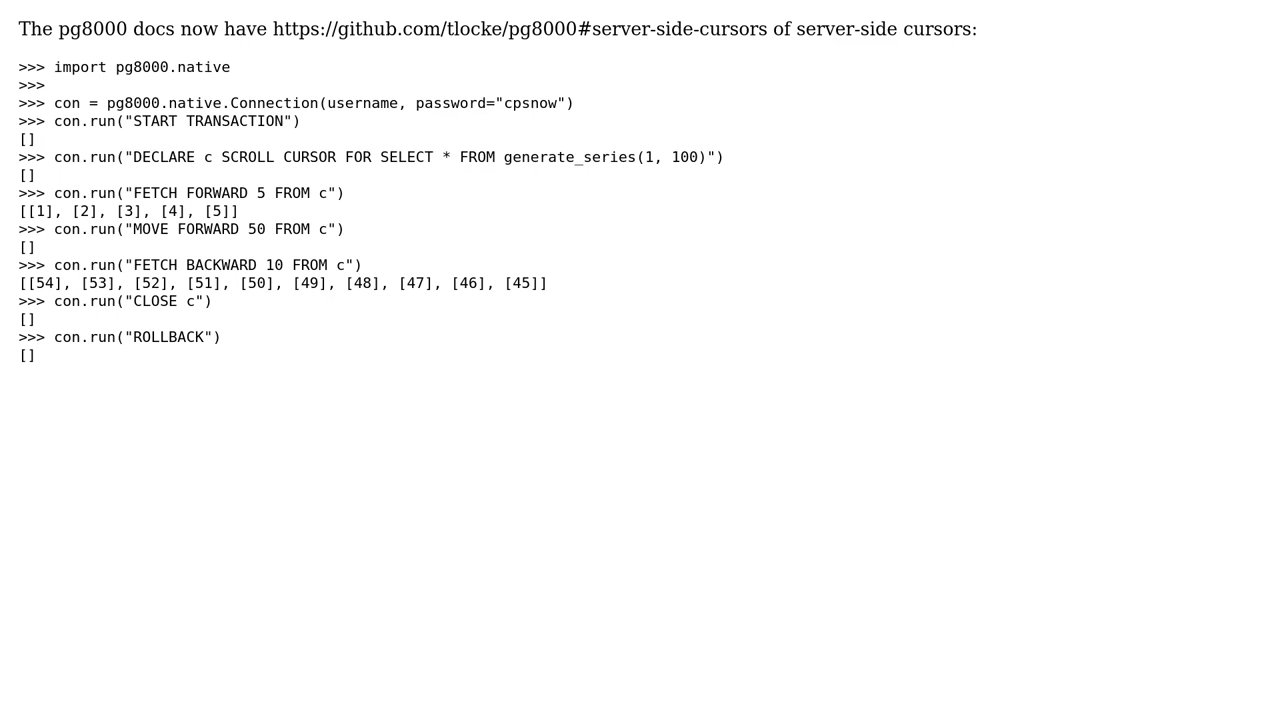 The pg8000 docs now have https://github.com/tlocke/pg8000#server-side-cursors of server-side cursors:
>>> import pg8000.native
>>>
>>> con = pg8000.native.Connection(username, password="cpsnow")
>>> con.run("START TRANSACTION")
[]
>>> con.run("DECLARE c SCROLL CURSOR FOR SELECT * FROM generate_series(1, 100)")
[]
>>> con.run("FETCH FORWARD 5 FROM c")
[[1], [2], [3], [4], [5]]
>>> con.run("MOVE FORWARD 50 FROM c")
[]
>>> con.run("FETCH BACKWARD 10 FROM c")
[[54], [53], [52], [51], [50], [49], [48], [47], [46], [45]]
>>> con.run("CLOSE c")
[]
>>> con.run("ROLLBACK")
[]